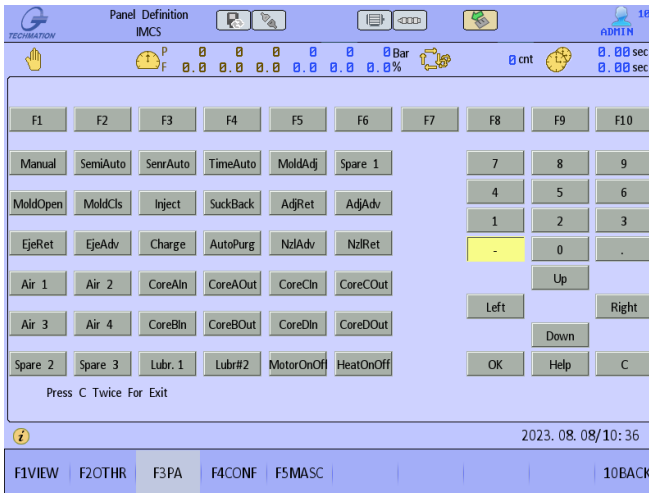 Panel Definition 10
TECHMATION IMCS ADMIN
P 0 0 0 0 0 0 Bar 0 cnt 0.00 sec
F 0.0 0.0 0.0 0.0 0.0 0.0 % 0.00 sec
F1 F2 F3 F4 F5 F6 F7 F8 F9 F10
Manual SemiAuto SenrAuto TimeAuto MoldAdj Spare 1 7 8 9
MoldOpen MoldCls Inject SuckBack AdjRet AdjAdv 4 5 6
1 2 3
EjeRet EjeAdv Charge AutoPurg NzlAdv NzlRet - 0 .
Air 1 Air 2 CoreAIn CoreAOut CoreCIn CoreCOut Up
Left Right
Air 3 Air 4 CoreBIn CoreBOut CoreDIn CoreDOut Down
Spare 2 Spare 3 Lubr. 1 Lubr#2 MotorOnOff HeatOnOff OK Help C
Press C Twice For Exit
i 2023. 08. 08/10: 36
F1VIEW F2OTHR F3PA F4CONF F5MASC 10BACK